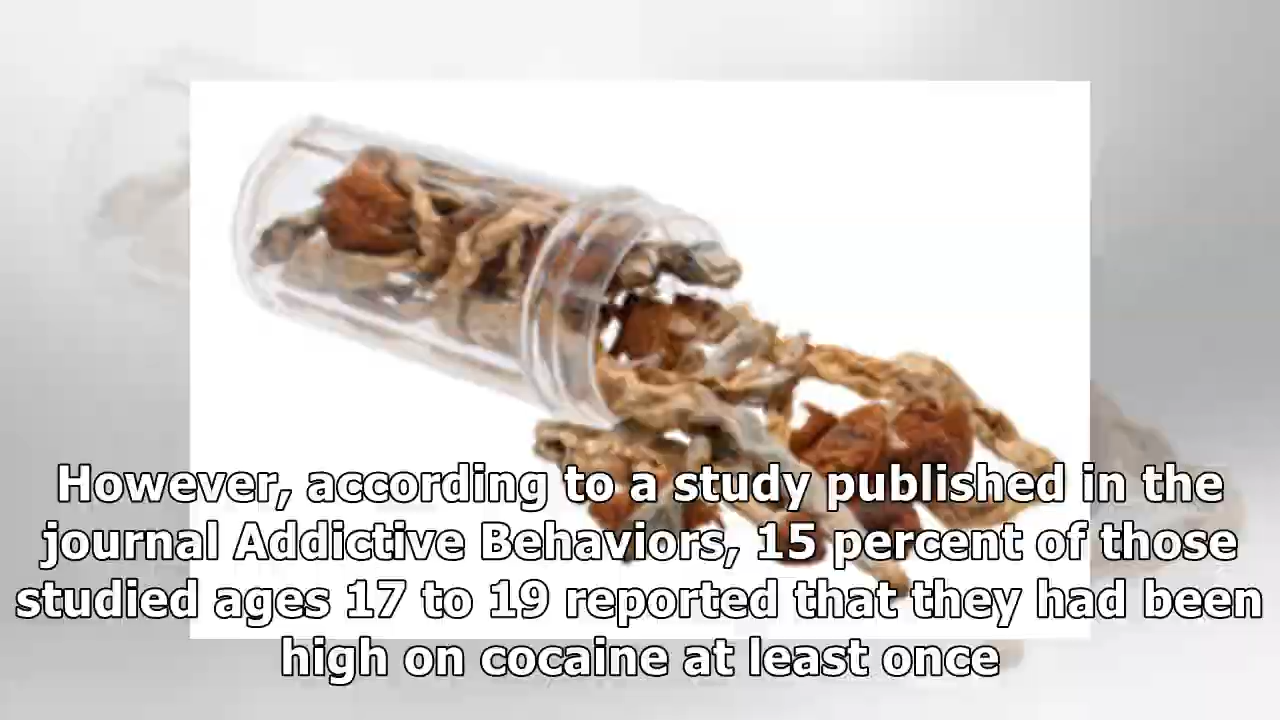 However, according to a study published in the
journal Addictive Behaviors, 15 percent of those
studied ages 17 to 19 reported that they had been
high on cocaine at least once